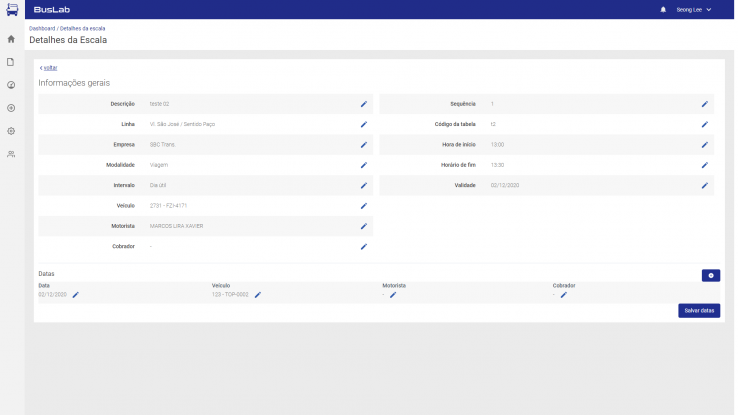 BusLab
Seong Lee
Dashboard / Detalhes da escala
Detalhes da Escala
< voltar
Informações gerais
Descrição teste 02
Sequência 1
Linha Vl. São José / Sentido Paço
Código da tabela t2
Empresa SBC Trans.
Hora de início 13:00
Modalidade Viagem
Horário de fim 13:30
Intervalo Dia útil
Validade 02/12/2020
Veículo 2731 - FZI-4171
Motorista MARCOS LIRA XAVIER
Cobrador -
Datas
Data Veículo Motorista Cobrador
02/12/2020 123 - TOP-0002 - -
Salvar datas